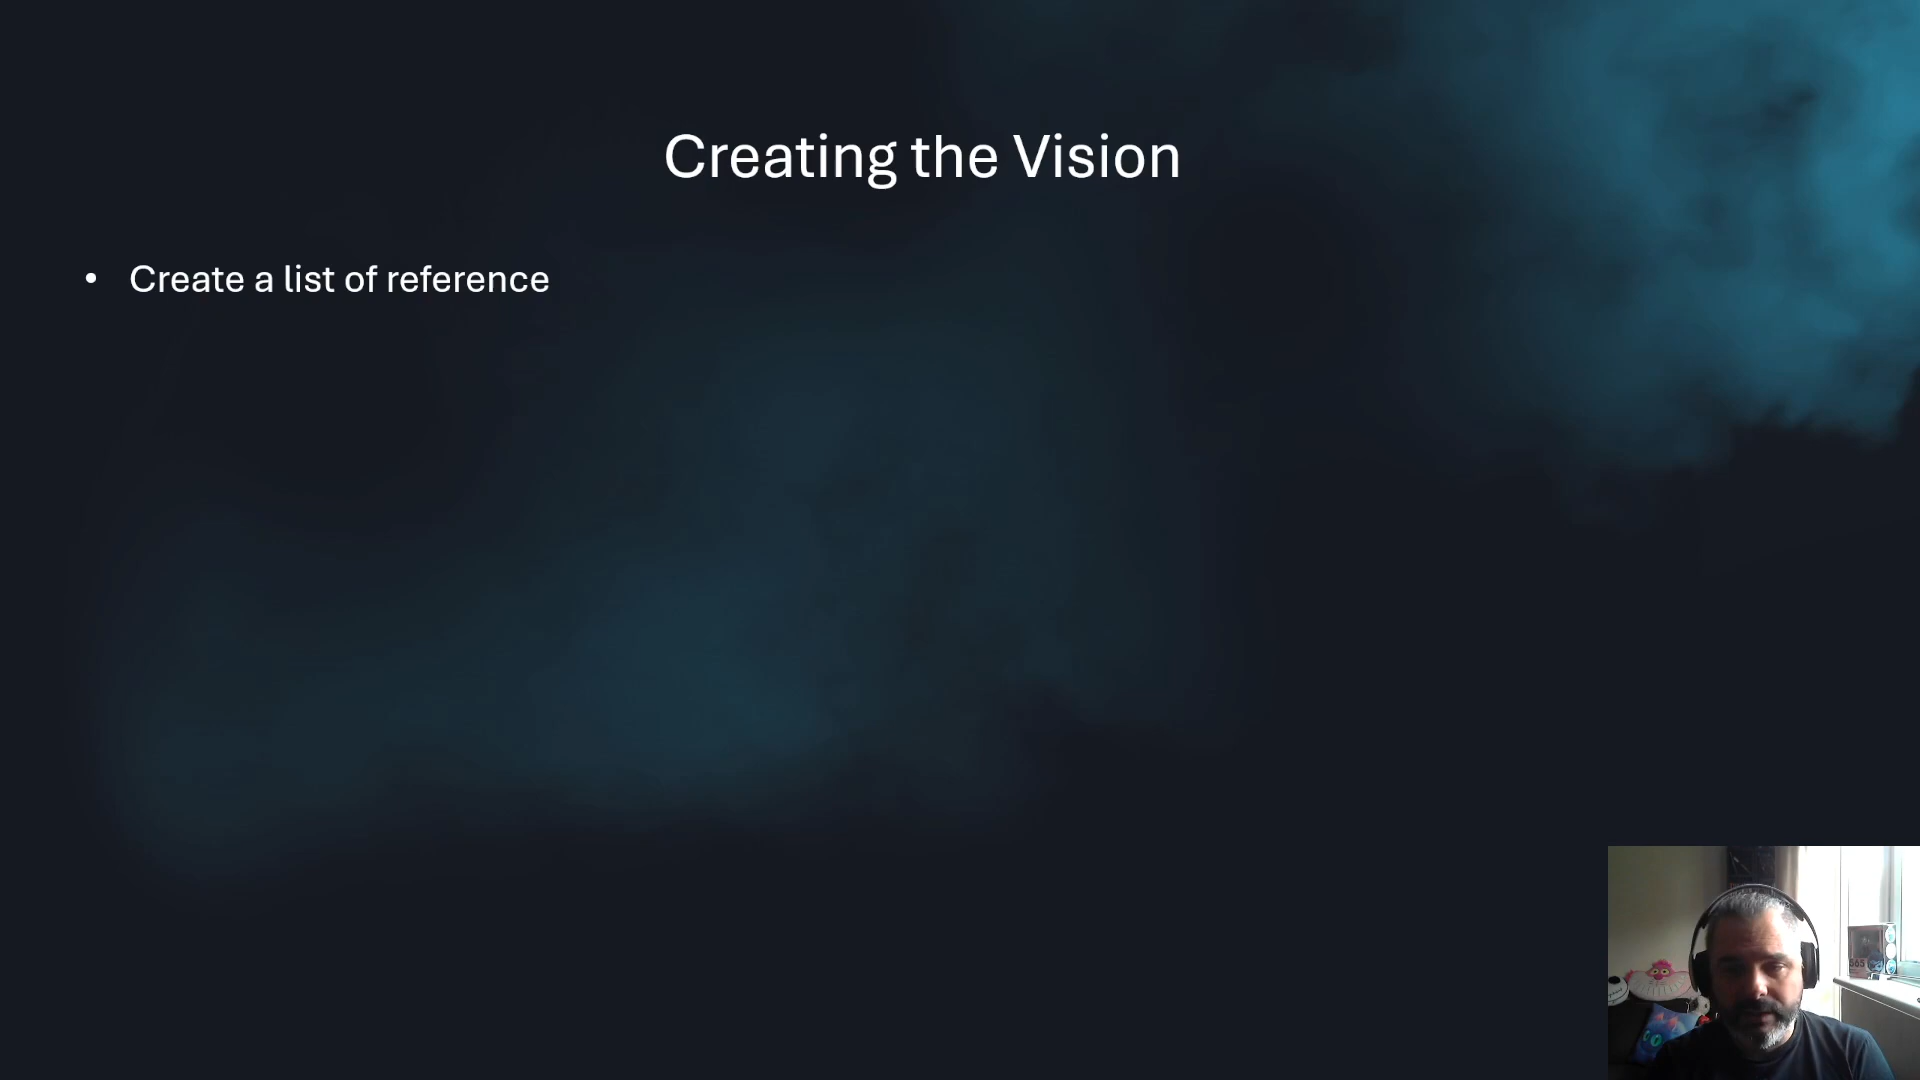 Creating the Vision
• Create a list of reference